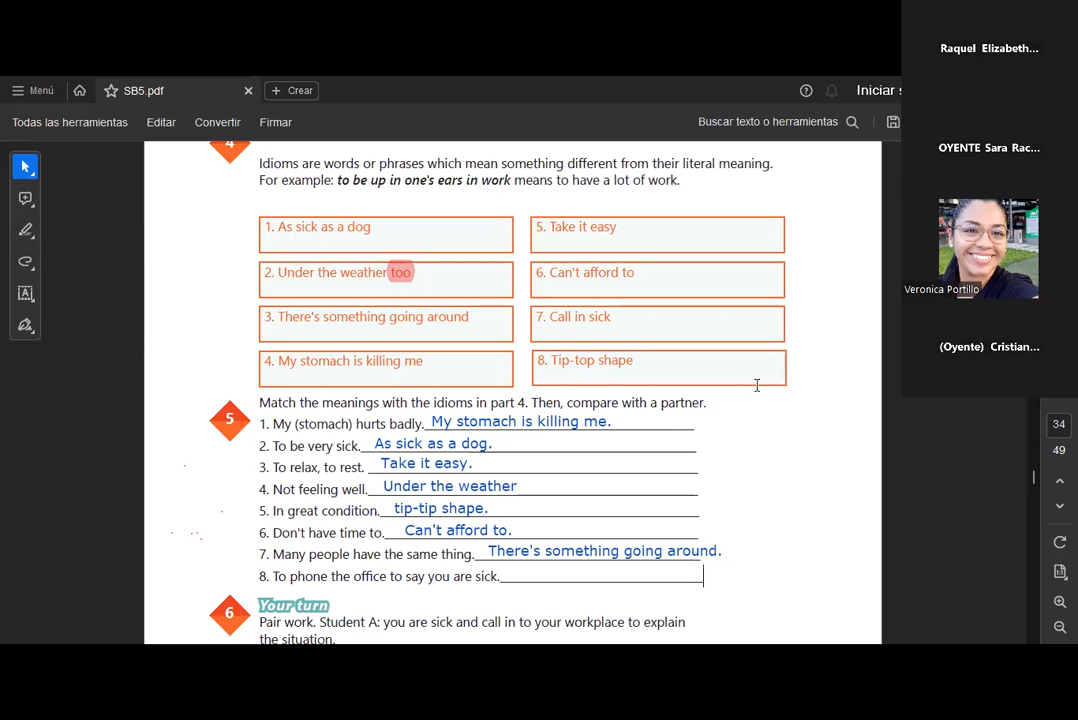 Raquel Elizabeth...
Menú
SB5.pdf
Crear
Iniciar s
Todas las herramientas
Editar
Convertir
Firmar
Buscar texto o herramientas
4
Idioms are words or phrases which mean something different from their literal meaning.
For example: to be up in one's ears in work means to have a lot of work.
OYENTE Sara Rac...
1. As sick as a dog
5. Take it easy
2. Under the weather too
6. Can't afford to
3. There's something going around
7. Call in sick
4. My stomach is killing me
8. Tip-top shape
Veronica Portillo
(Oyente) Cristian...
5
Match the meanings with the idioms in part 4. Then, compare with a partner.
1. My (stomach) hurts badly. My stomach is killing me.
2. To be very sick. As sick as a dog.
3. To relax, to rest. Take it easy.
4. Not feeling well. Under the weather
5. In great condition. tip-tip shape.
6. Don't have time to. Can't afford to.
7. Many people have the same thing. There's something going around.
8. To phone the office to say you are sick.
34
49
6
Your turn
Pair work. Student A: you are sick and call in to your workplace to explain
the situation.